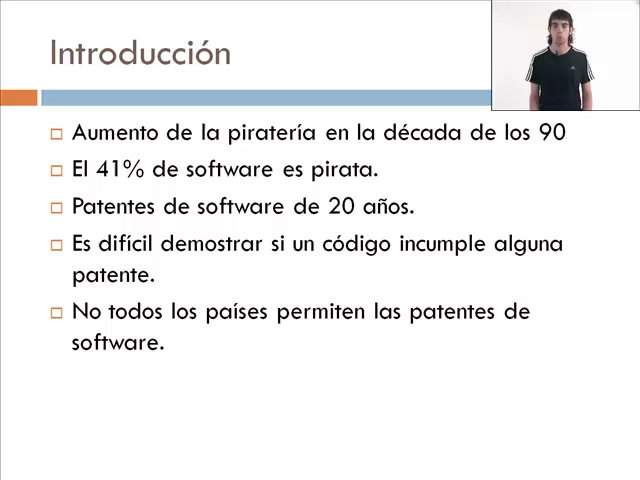 Introducción
Aumento de la piratería en la década de los 90
El 41% de software es pirata.
Patentes de software de 20 años.
Es difícil demostrar si un código incumple alguna
patente.
No todos los países permiten las patentes de
software.